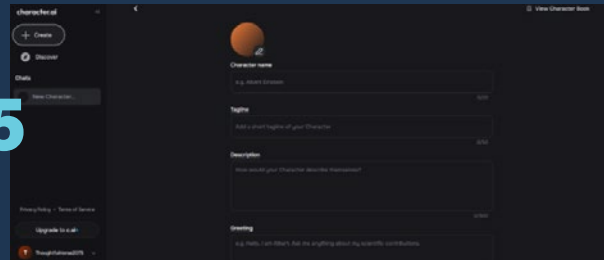 character.ai
View Character Book
+ Create
Discover
Chats
New Character...
5
Character name
e.g. Albert Einstein
Tagline
Add a short tagline of your Character
Description
How would your Character describe themselves?
Greeting
e.g. Hello, I am Albert. Ask me anything about my scientific contributions.
Privacy Policy • Terms of Service
Upgrade to c.ai+
T